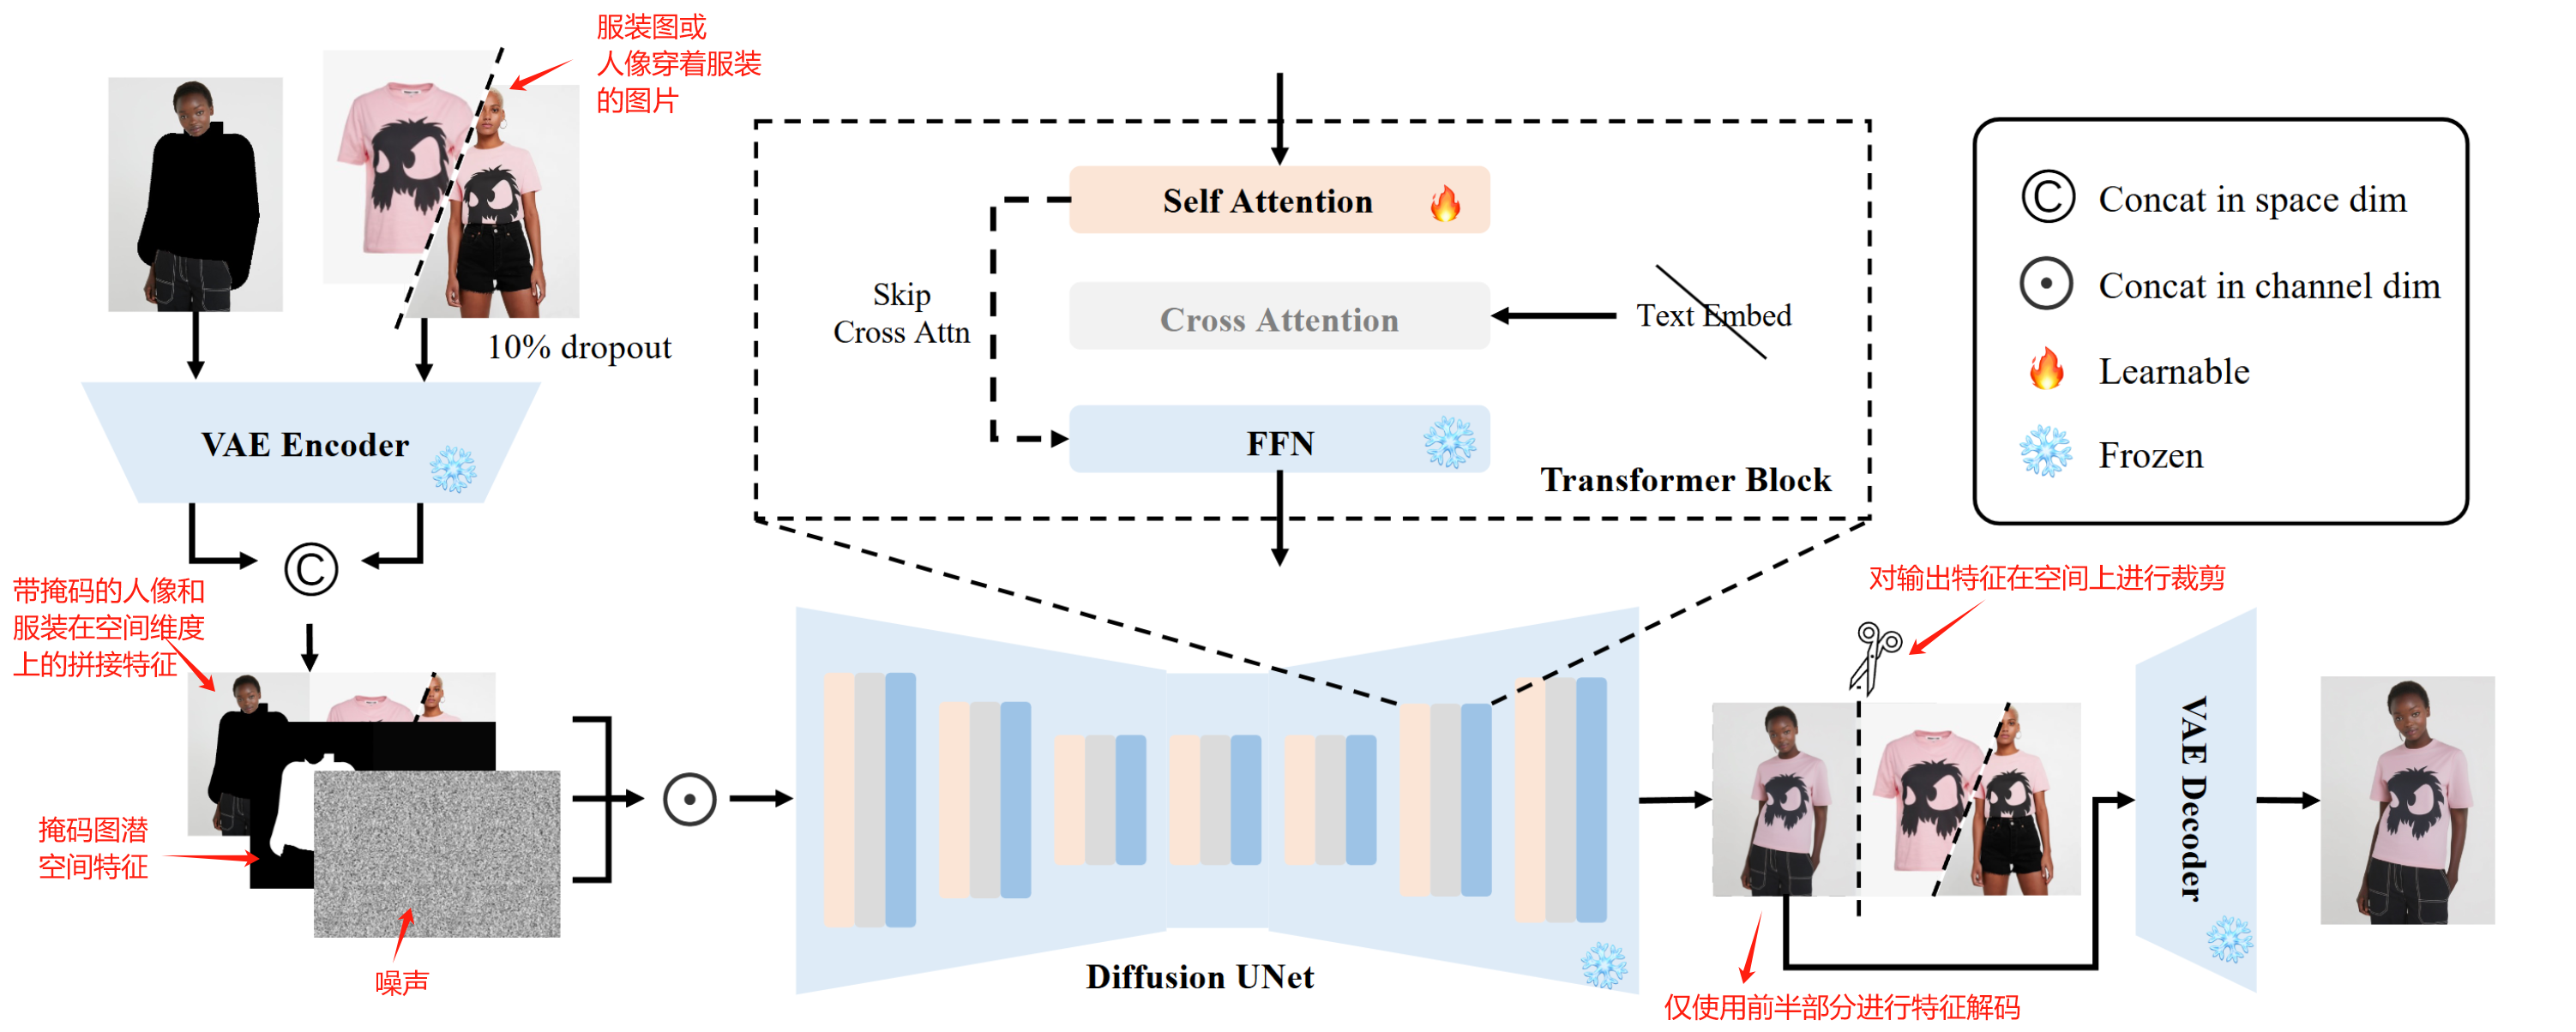 服装图或
人像穿着服装
的图片
10% dropout
VAE Encoder
C
带掩码的人像和
服装在空间维度
上的拼接特征
掩码图潜
空间特征
噪声
Self Attention
Skip
Cross Attn
Cross Attention
Text Embed
FFN
Transformer Block
Diffusion UNet
C Concat in space dim
Concat in channel dim
Learnable
Frozen
对输出特征在空间上进行裁剪
仅使用前半部分进行特征解码
VAE Decoder